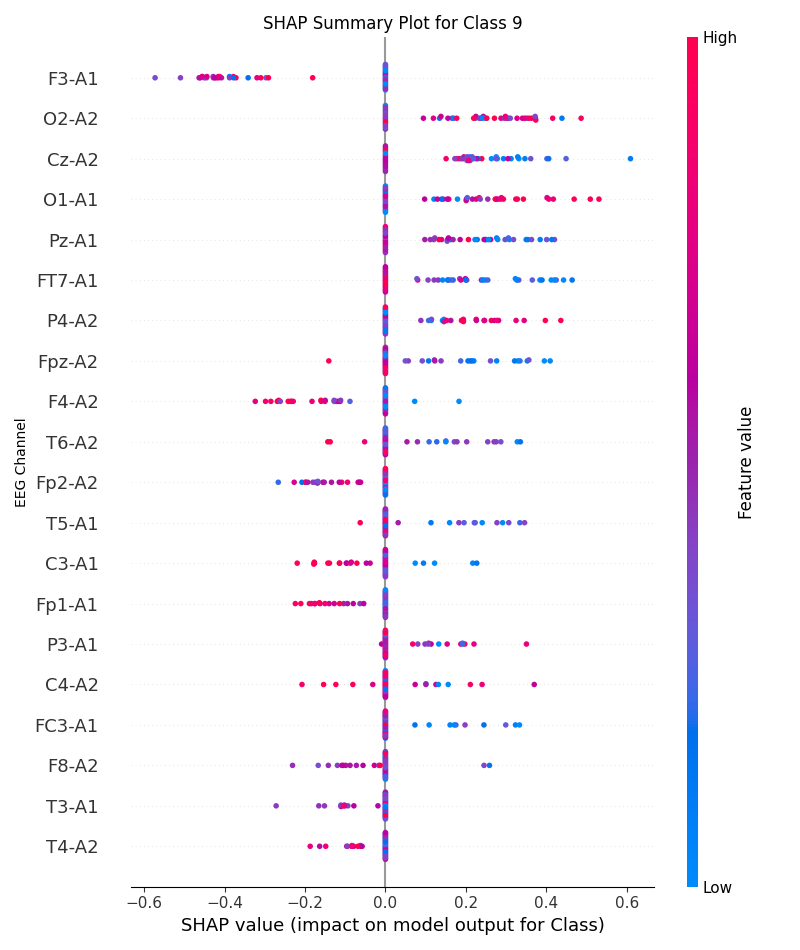 SHAP Summary Plot for Class 9
High
F3-A1
O2-A2
Cz-A2
O1-A1
Pz-A1
FT7-A1
P4-A2
Fpz-A2
F4-A2
T6-A2
Fp2-A2
T5-A1
C3-A1
Fp1-A1
P3-A1
C4-A2
FC3-A1
F8-A2
T3-A1
T4-A2
EEG Channel
Feature value
Low
−0.6 −0.4 −0.2 0.0 0.2 0.4 0.6
SHAP value (impact on model output for Class)